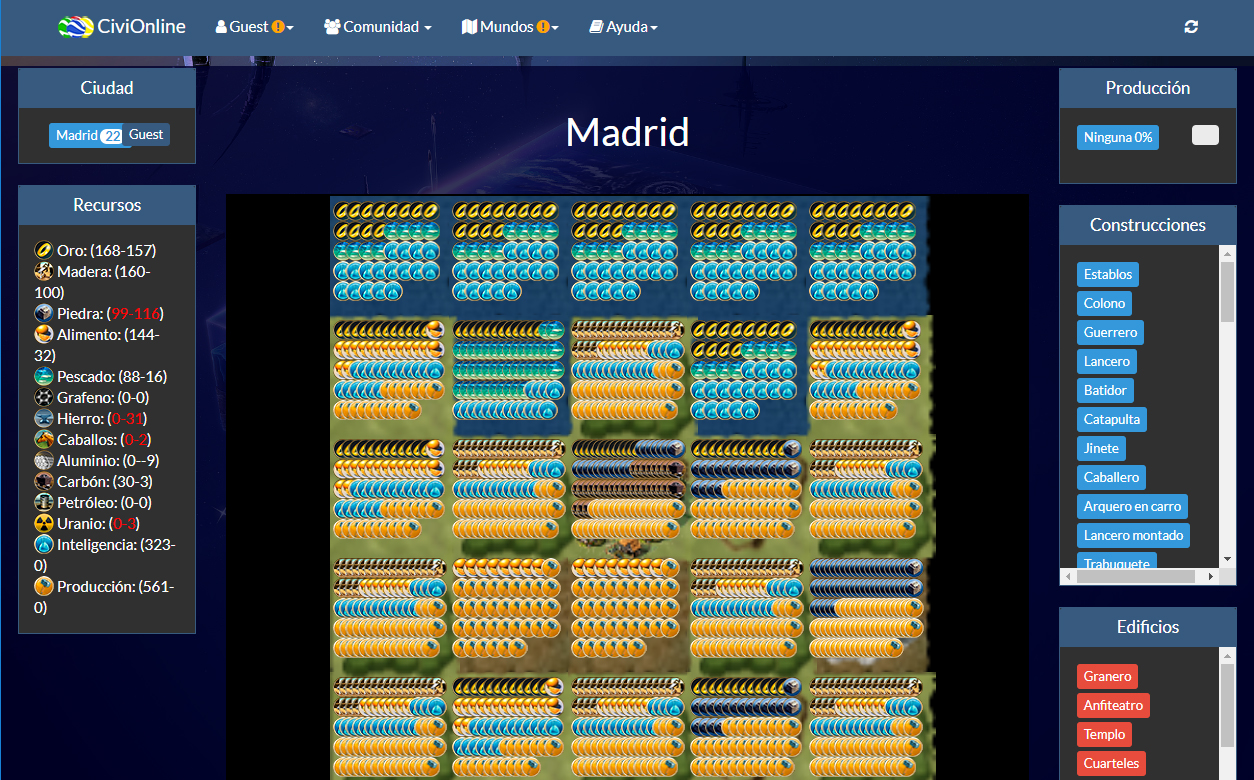 CiviOnline
Guest
Comunidad
Mundos
Ayuda
Ciudad
Madrid 22
Guest
Recursos
Oro: (168-157)
Madera: (160-
100)
Piedra: (99-116)
Alimento: (144-
32)
Pescado: (88-16)
Grafeno: (0-0)
Hierro: (0-31)
Caballos: (0-2)
Aluminio: (0--9)
Carbón: (30-3)
Petróleo: (0-0)
Uranio: (0-3)
Inteligencia: (323-
0)
Producción: (561-
0)
Madrid
Producción
Ninguna 0%
Construcciones
Establos
Colono
Guerrero
Lancero
Batidor
Catapulta
Jinete
Caballero
Arquero en carro
Lancero montado
Trabuquete
Edificios
Granero
Anfiteatro
Templo
Cuarteles